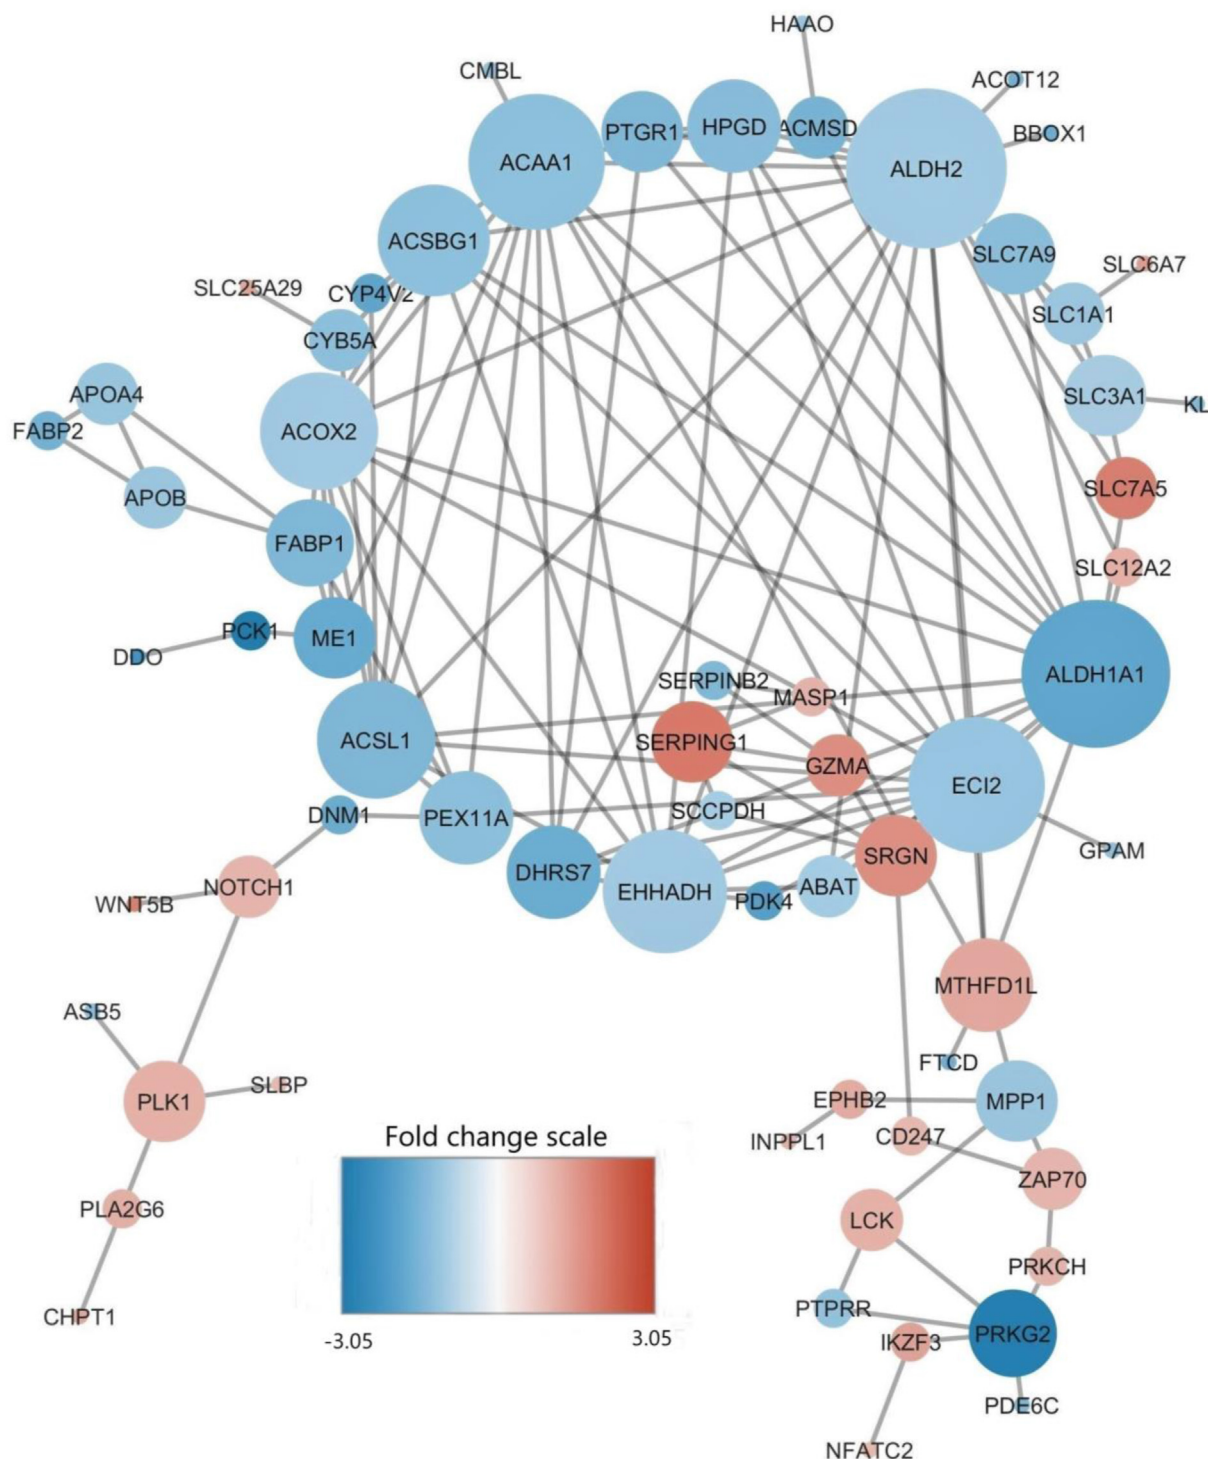 HAAO
CMBL
ACOT12
PTGR1
HPGD
ACMSD
BBOX1
ACAA1
ALDH2
ACSBG1
SLC7A9
SLC6A7
SLC25A29
CYP4V2
SLC1A1
CYB5A
APOA4
SLC3A1
KL
FABP2
ACOX2
APOB
SLC7A5
FABP1
SLC12A2
PCK1
ME1
DDO
ALDH1A1
SERPINB2
MASP1
ACSL1
SERPING1
GZMA
ECI2
SCCPDH
DNM1
PEX11A
GPAM
SRGN
DHRS7
NOTCH1
EHHADH
ABAT
PDK4
WNT5B
MTHFD1L
ASB5
FTCD
SLBP
PLK1
EPHB2
MPP1
INPPL1
CD247
Fold change scale
ZAP70
PLA2G6
LCK
PRKCH
CHPT1
PTPRR
PRKG2
IKZF3
-3.05
3.05
PDE6C
NFATC2